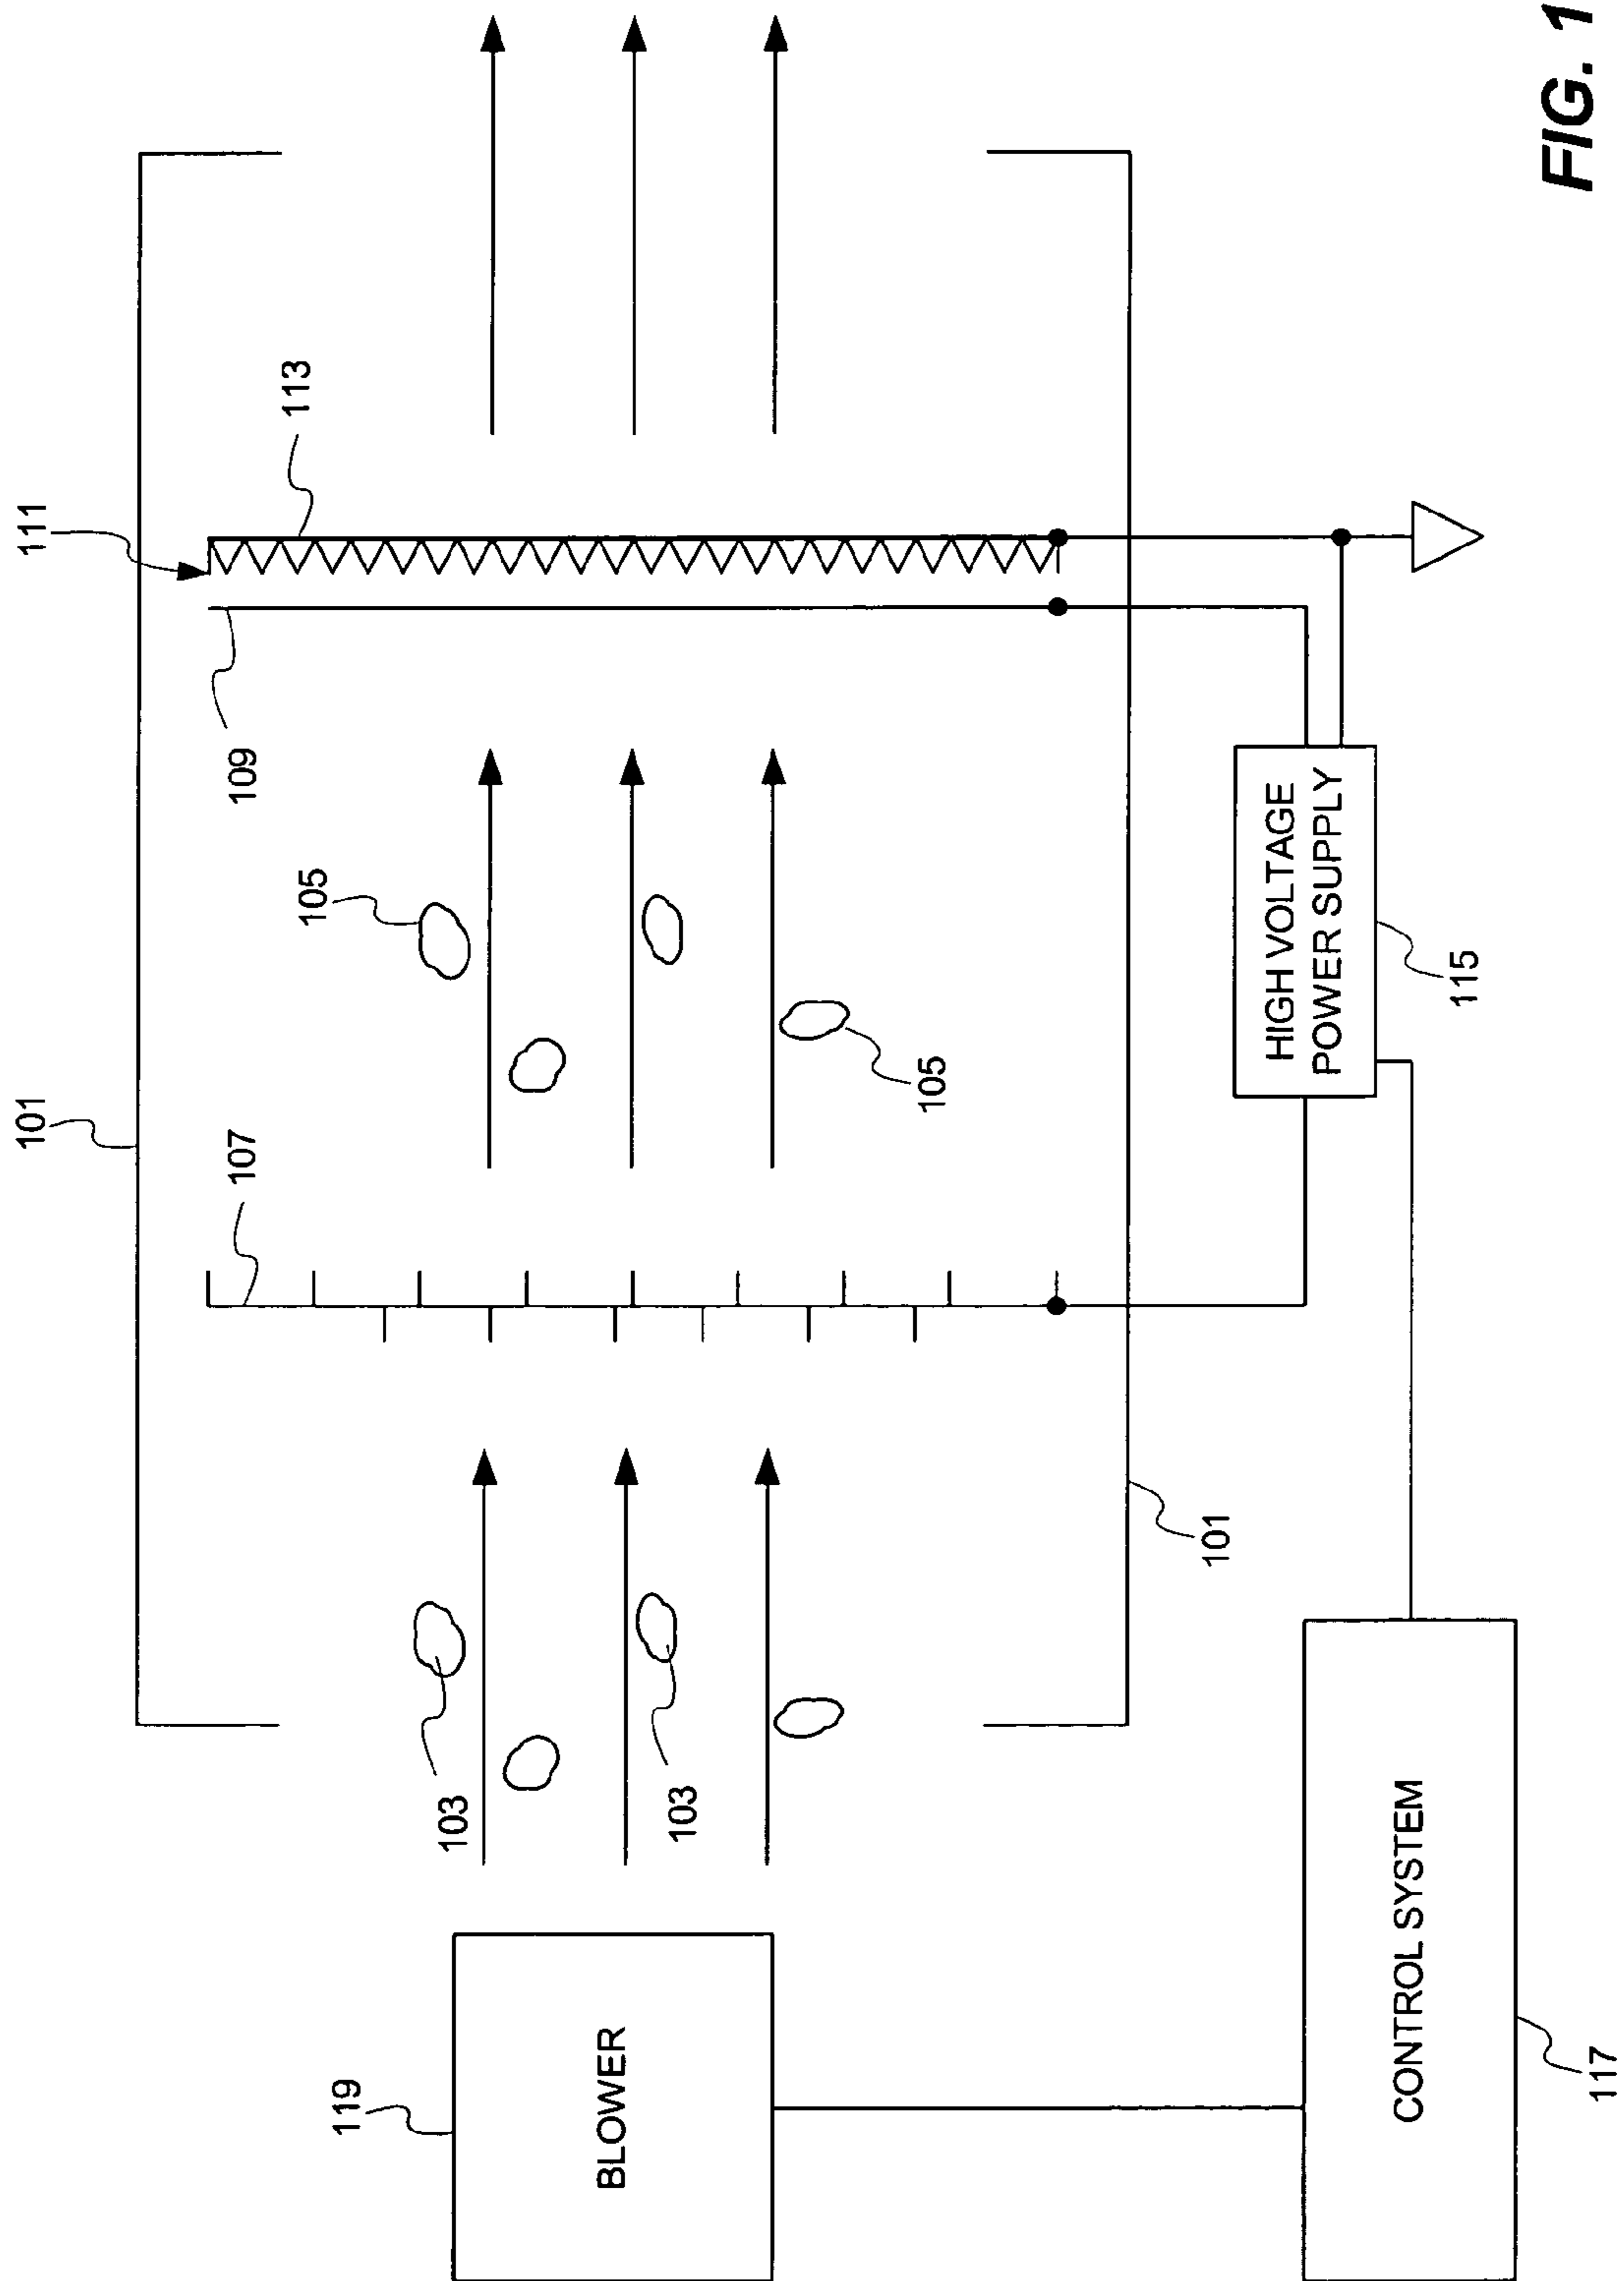 101
111
113
109
107
105
105
103
103
119
BLOWER
101
HIGH VOLTAGE
POWER SUPPLY
115
CONTROL SYSTEM
117
FIG. 1